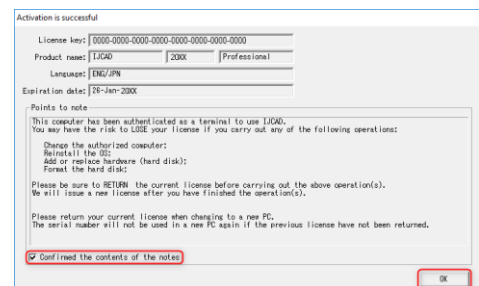 Activation is successful
License key: 0000-0000-0000-0000-0000-0000-0000
Product name: IJCAD 20XX Professional
Language: ENG/JPN
Expiration date: 26-Jan-20XX
Points to note
This computer has been authenticated as a terminal to use IJCAD.
You may have the risk to LOSE your license if you carry out any of the following operations:
Change the authorized computer;
Reinstall the OS;
Add or replace hardware (hard disk);
Format the hard disk;
Please be sure to RETURN the current license before carrying out the above operation(s).
We will issue a new license after you have finished the operation(s).
Please return your current license when changing to a new PC.
The serial number will not be used in a new PC again if the previous license have not been returned.
Confirmed the contents of the notes
OK